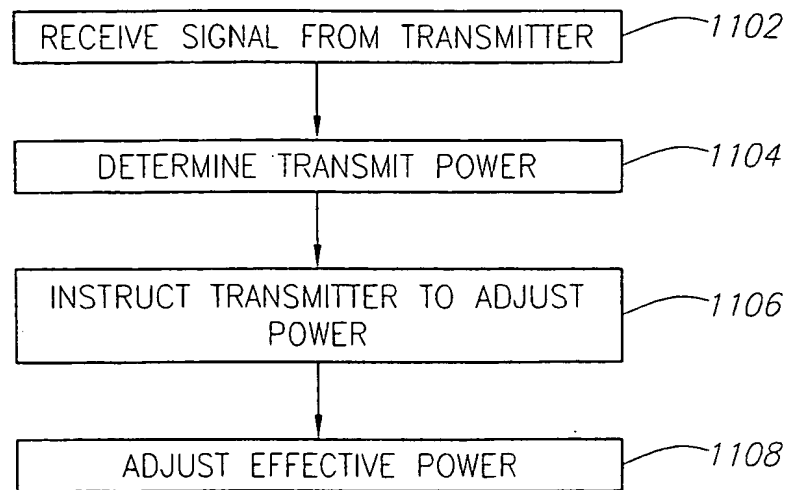 RECEIVE SIGNAL FROM TRANSMITTER
1102
DETERMINE TRANSMIT POWER
1104
INSTRUCT TRANSMITTER TO ADJUST
POWER
1106
ADJUST EFFECTIVE POWER
1108